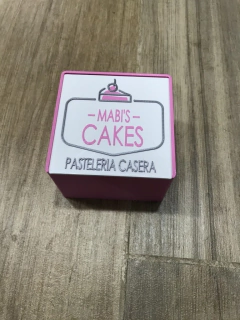 - MABI'S -
CAKES
PASTELERIA CASERA